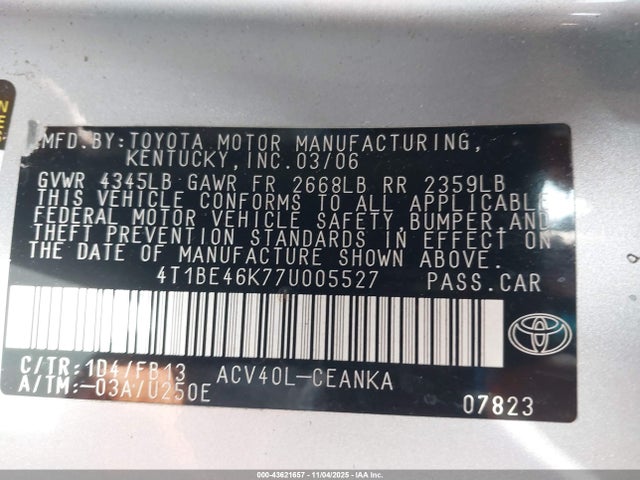 MFD.BY:TOYOTA MOTOR MANUFACTURING,
KENTUCKY,INC.03/06
GVWR 4345LB GAWR FR 2668LB RR 2359LB
THIS VEHICLE CONFORMS TO ALL APPLICABLE
FEDERAL MOTOR VEHICLE SAFETY,BUMPER,AND
THEFT PREVENTION STANDARDS IN EFFECT ON
THE DATE OF MANUFACTURE SHOWN ABOVE.
4T1BE46K77U005527 PASS.CAR
C/TR:1D4/FB13 ACV40L-CEANKA
A/TM:-03A/U250E
07823
000-43621657 - 11/04/2025 - IAAI.CA